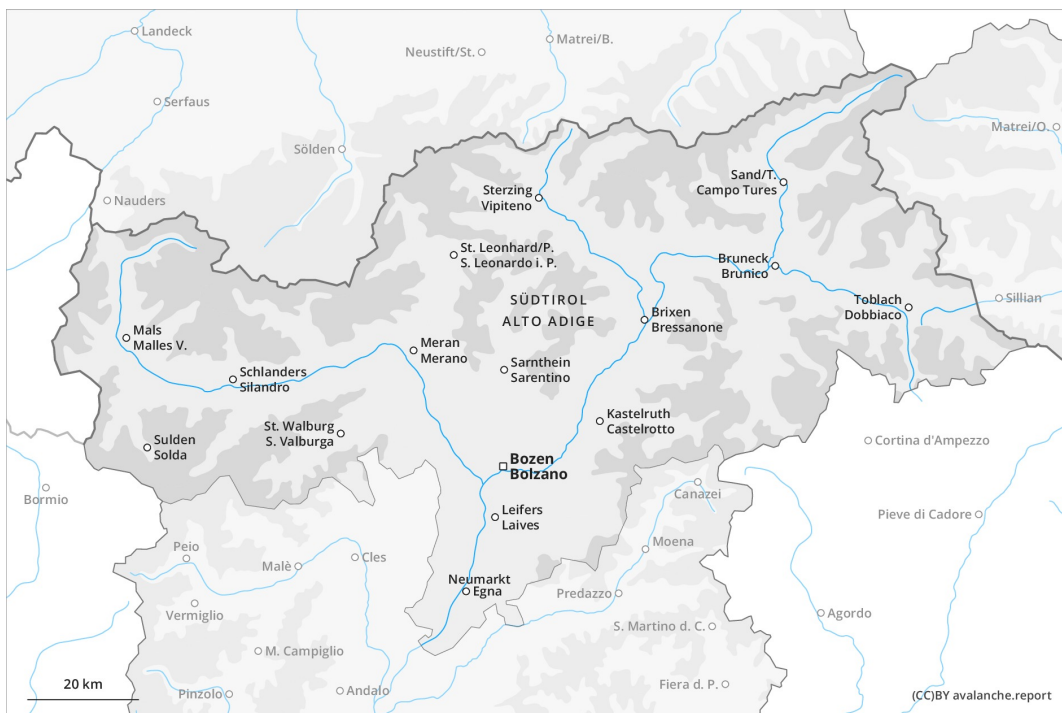 Landeck
Neustift/St.
Matrei/B.
Serfaus
Matrei/O.
Sölden
Nauders
Sterzing
Vipiteno
Sand/T.
Campo Tures
St. Leonhard/P.
S. Leonardo i. P.
Bruneck
Brunico
SÜDTIROL
ALTO ADIGE
Toblach
Dobbiaco
Sillian
Brixen
Bressanone
Mals
Malles V.
Meran
Merano
Sarnthein
Sarentino
Schlanders
Silandro
Kastelruth
Castelrotto
St. Walburg
S. Valburga
Sulden
Solda
Cortina d'Ampezzo
Bozen
Bolzano
Bormio
Canazei
Leifers
Laives
Pieve di Cadore
Peio
Malè
Cles
Moena
Neumarkt
Egna
Predazzo
Vermiglio
Agordo
S. Martino d. C.
M. Campiglio
Pinzolo
Andalo
Fiera d. P.
20 km
(CC)BY avalanche.report